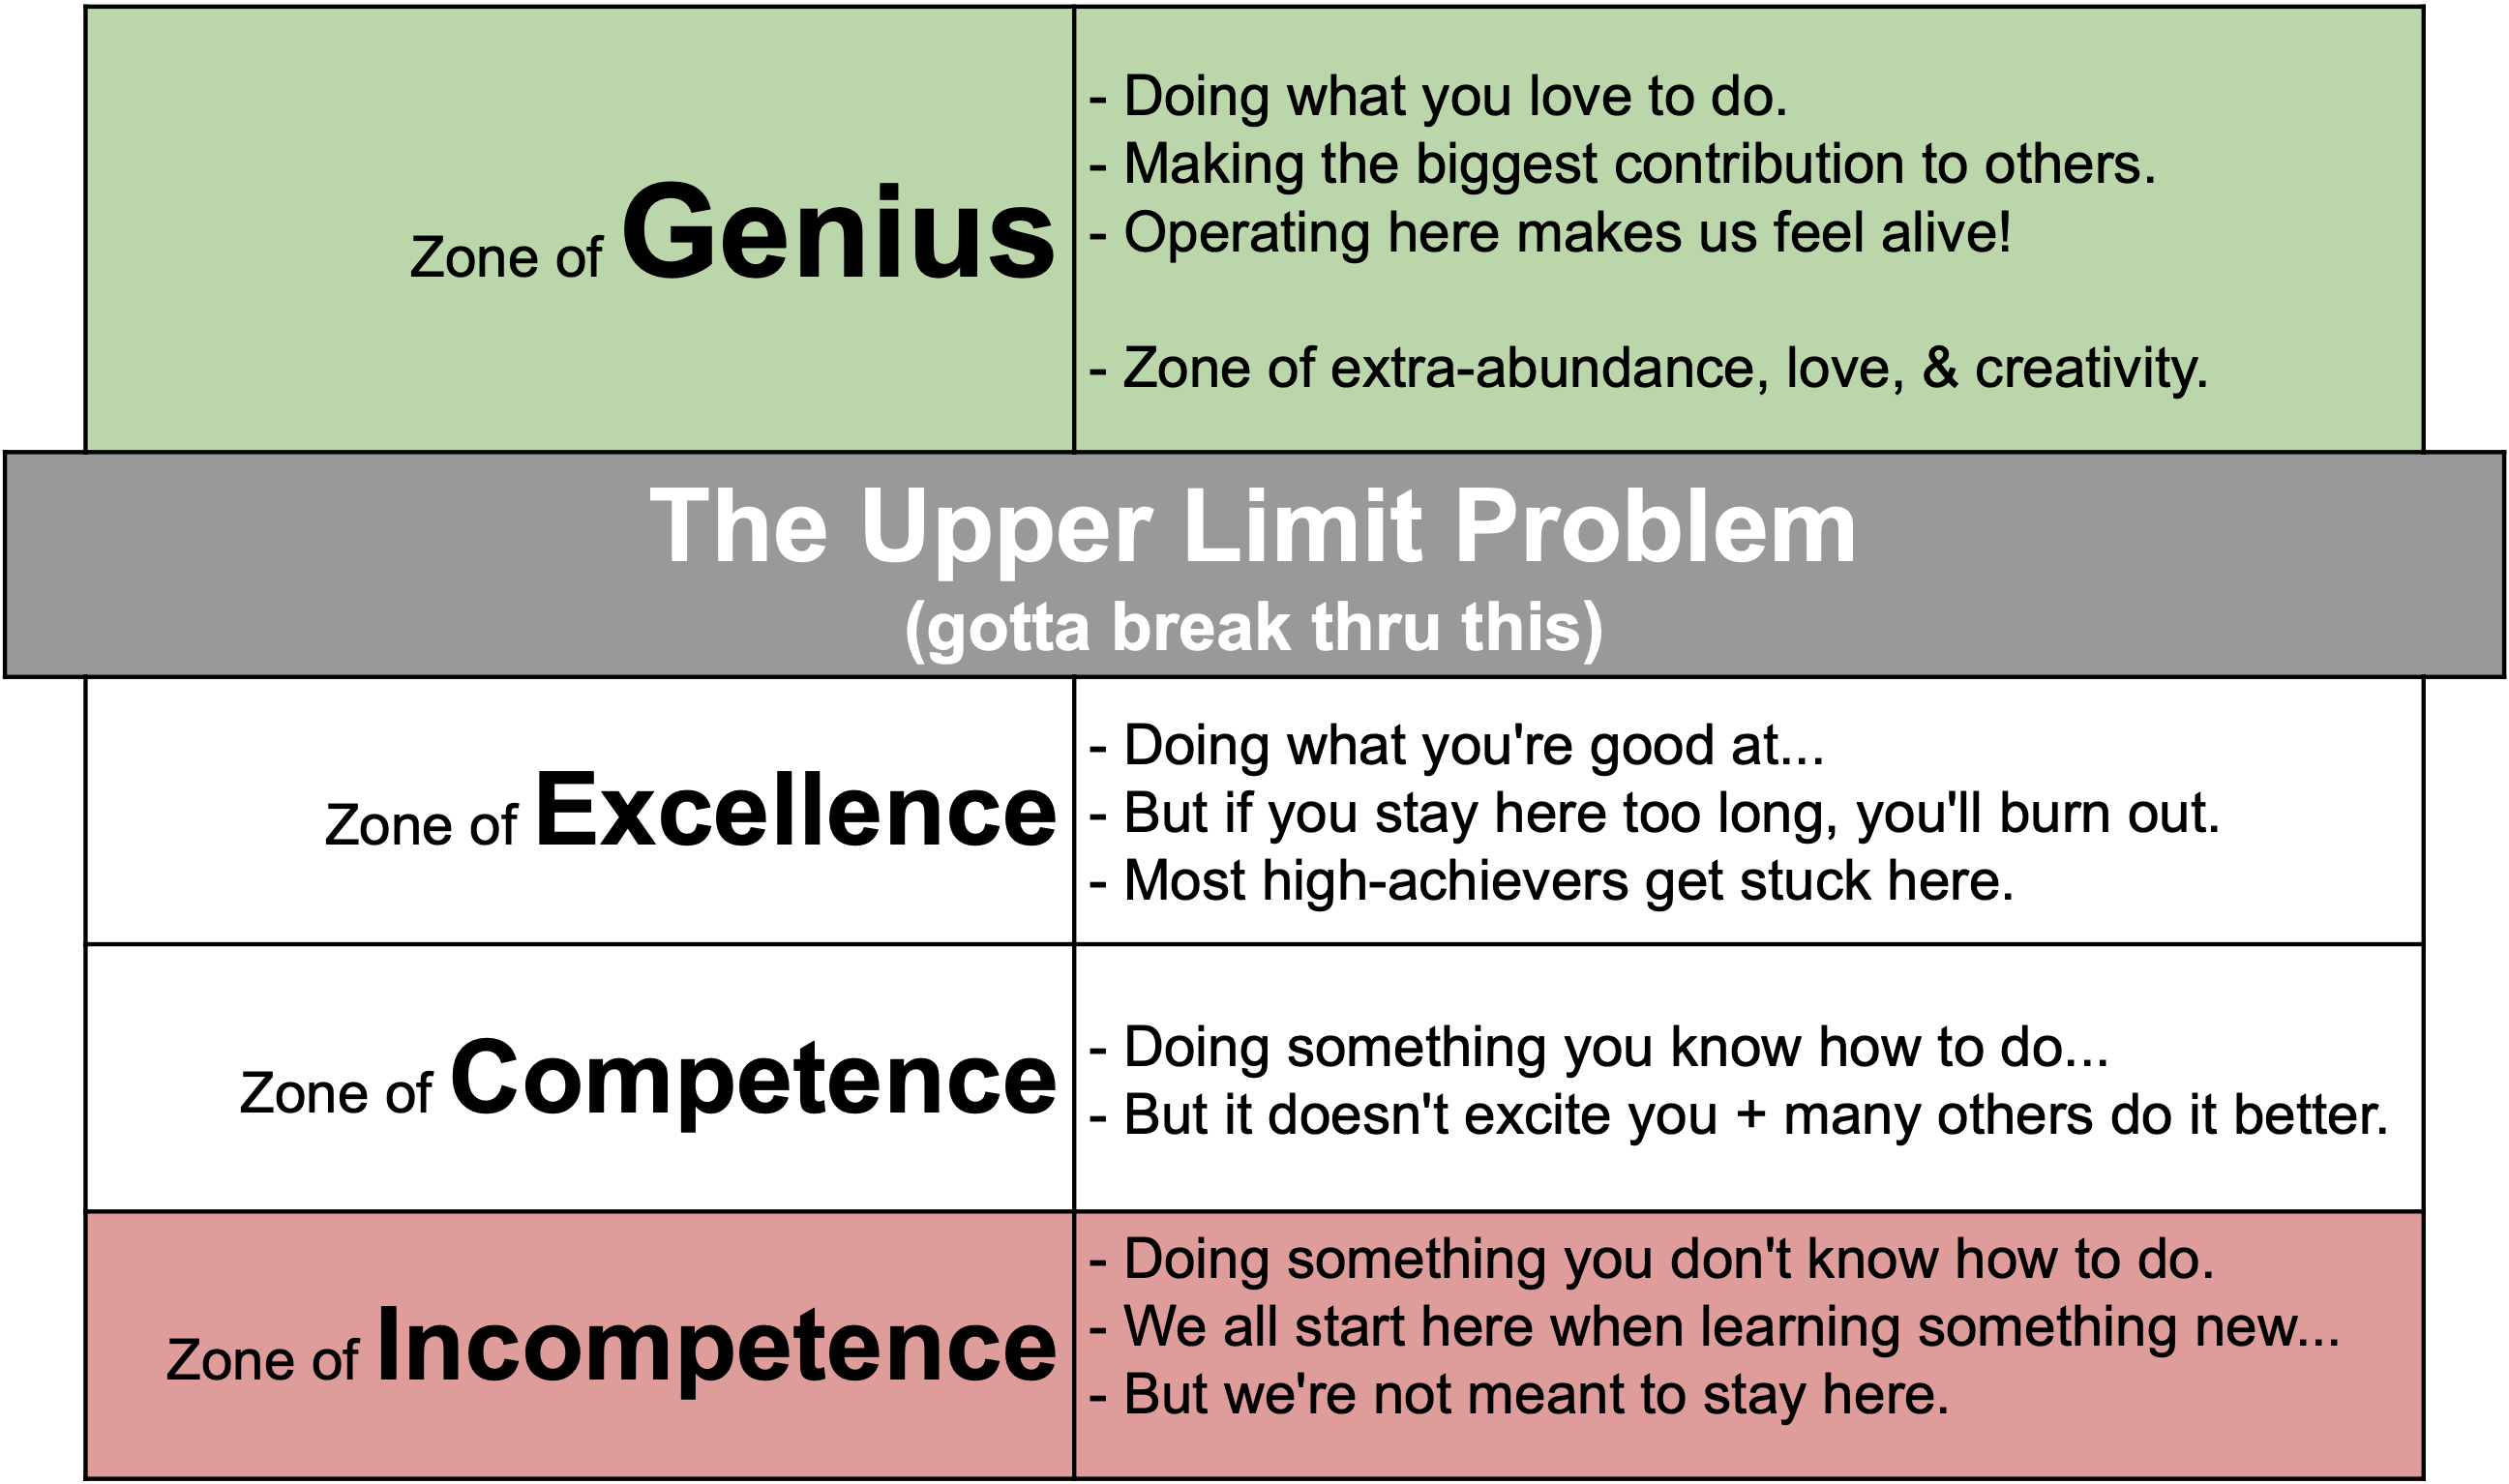 Zone of Genius
- Doing what you love to do.
- Making the biggest contribution to others.
- Operating here makes us feel alive!
- Zone of extra-abundance, love, & creativity.
The Upper Limit Problem
(gotta break thru this)
Zone of Excellence
- Doing what you're good at...
- But if you stay here too long, you'll burn out.
- Most high-achievers get stuck here.
Zone of Competence
- Doing something you know how to do...
- But it doesn't excite you + many others do it better.
Zone of Incompetence
- Doing something you don't know how to do.
- We all start here when learning something new...
- But we're not meant to stay here.